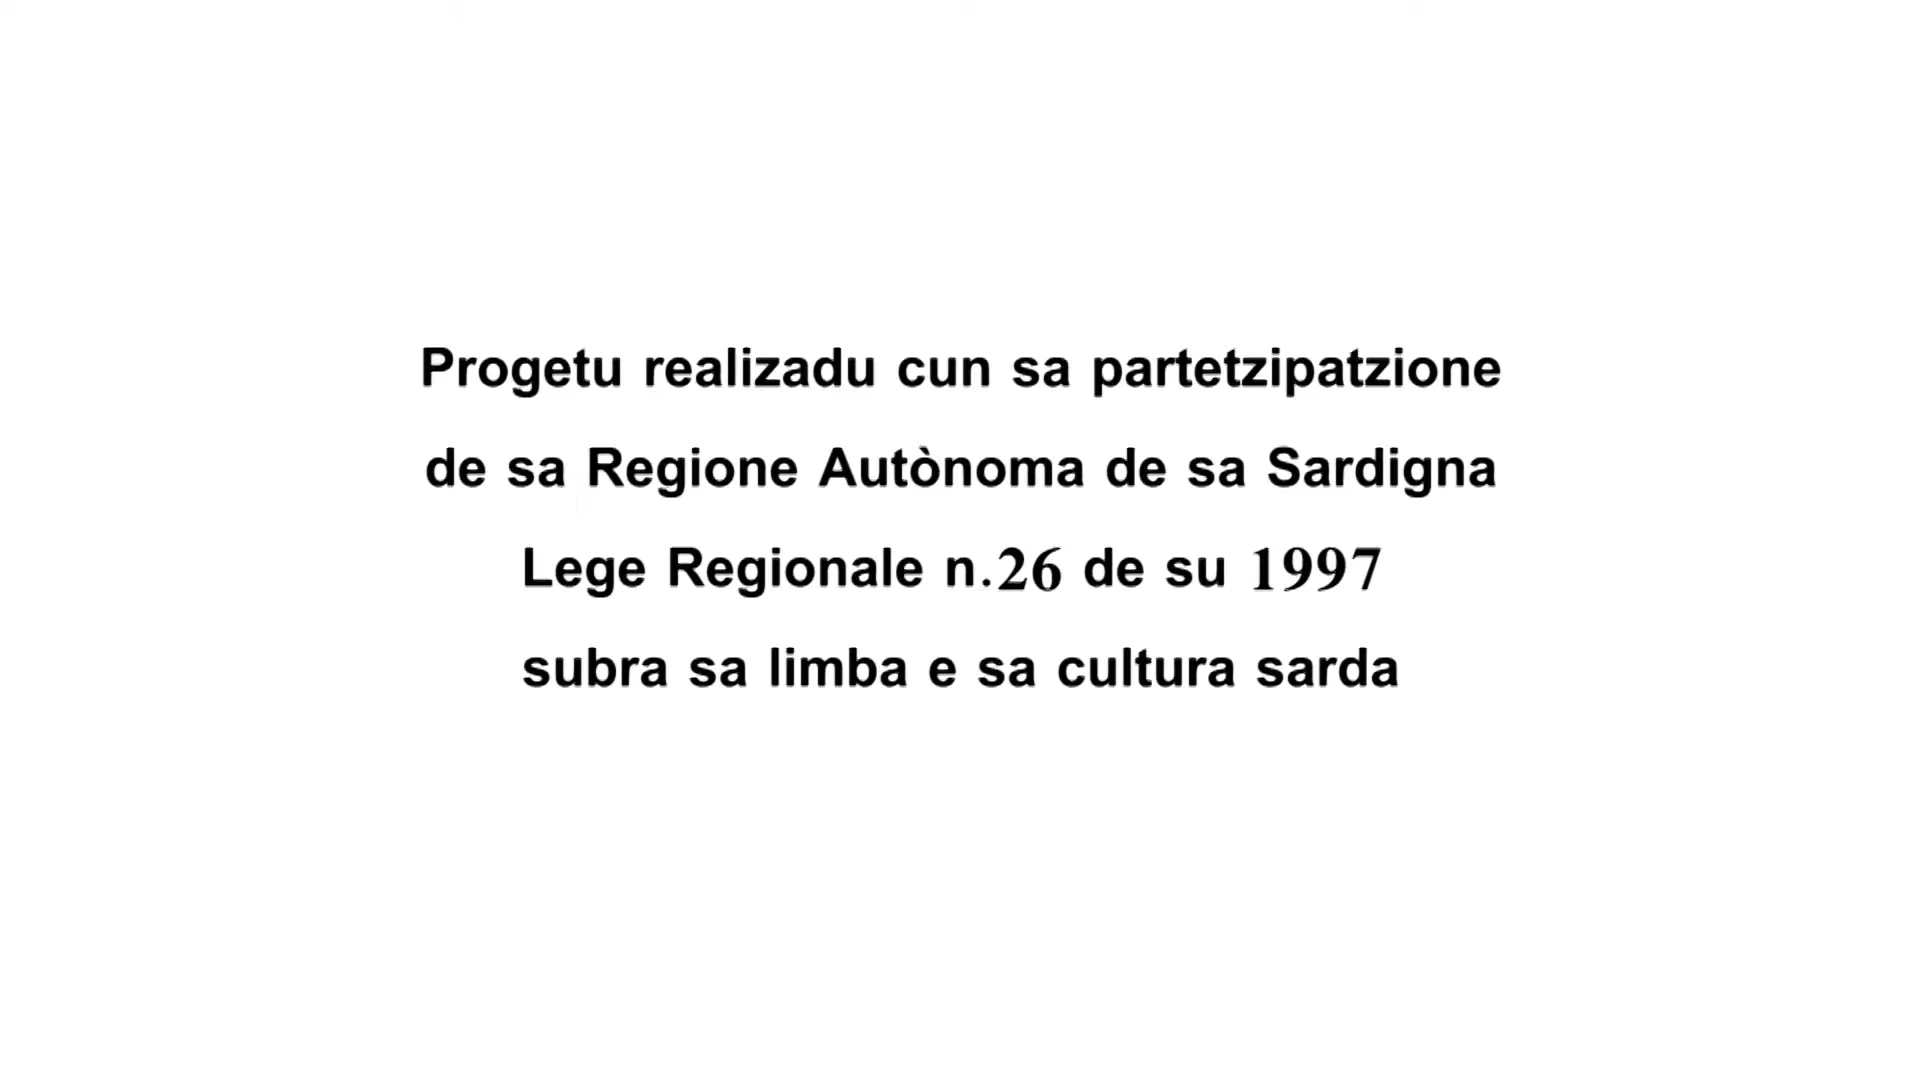 Progetu realizadu cun sa partetzipatzione
de sa Regione Autònoma de sa Sardigna
Lege Regionale n.26 de su 1997
subra sa limba e sa cultura sarda